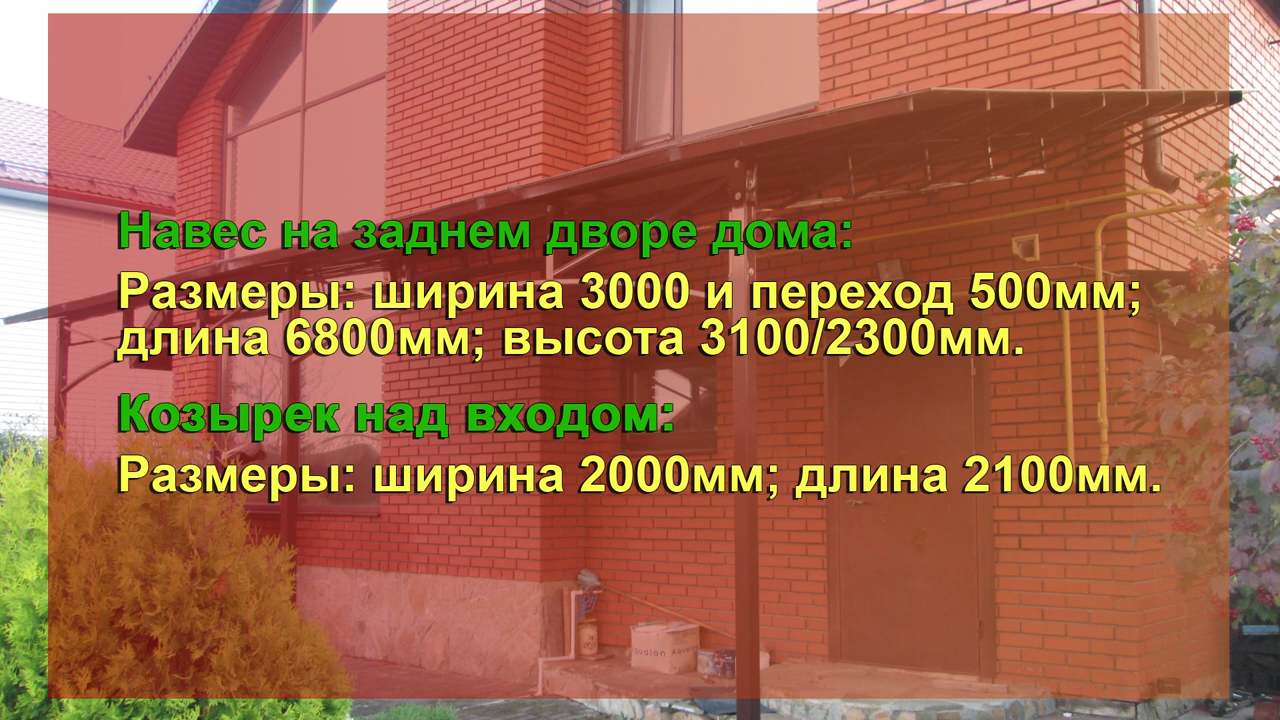 Навес на заднем дворе дома:
Размеры: ширина 3000 и переход 500мм;
длина 6800мм; высота 3100/2300мм.
Козырек над входом:
Размеры: ширина 2000мм; длина 2100мм.